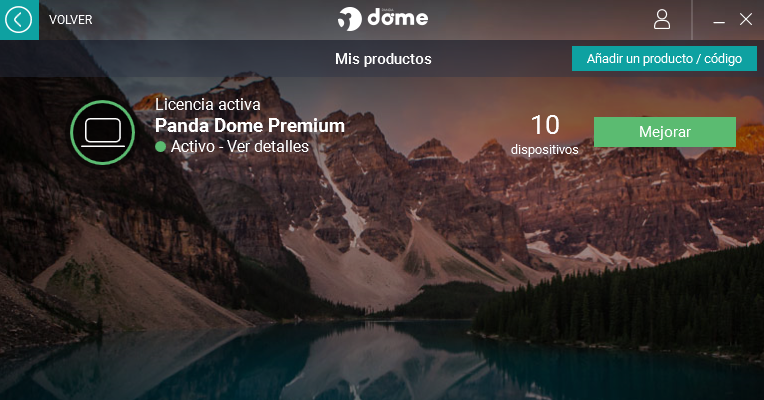 VOLVER
panda
dome
Mis productos
Añadir un producto / código
Licencia activa
Panda Dome Premium
Activo - Ver detalles
10
dispositivos
Mejorar